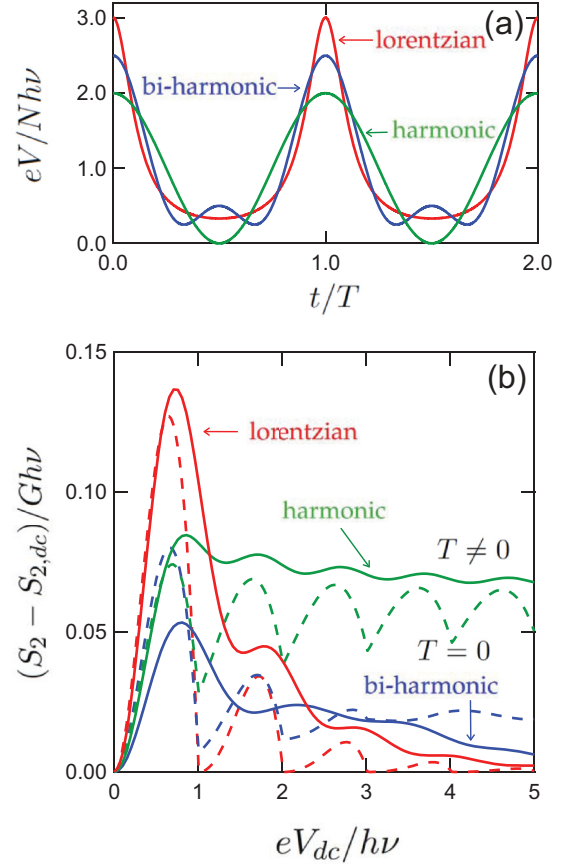 (a)
3.0
2.0
1.0
0.0
eV/Nhν
lorentzian
bi-harmonic
harmonic
0.0
1.0
2.0
t/T
(b)
0.15
0.10
0.05
0.00
(S₂ − S₂,dc)/Ghν
lorentzian
harmonic
T ≠ 0
T = 0
bi-harmonic
0
1
2
3
4
5
eVdc/hν